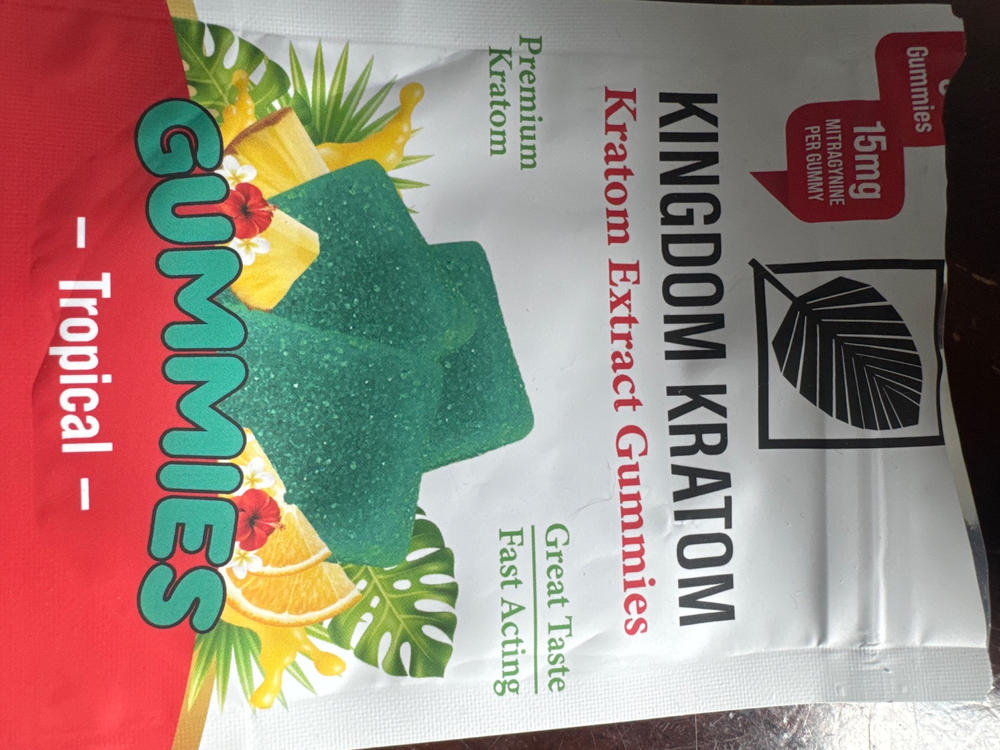 Gummies
15mg
MITRAGYNINE
PER GUMMY
KINGDOM KRATOM
Kratom Extract Gummies
Premium
Kratom
Great Taste
Fast Acting
GUMMIES
– Tropical –